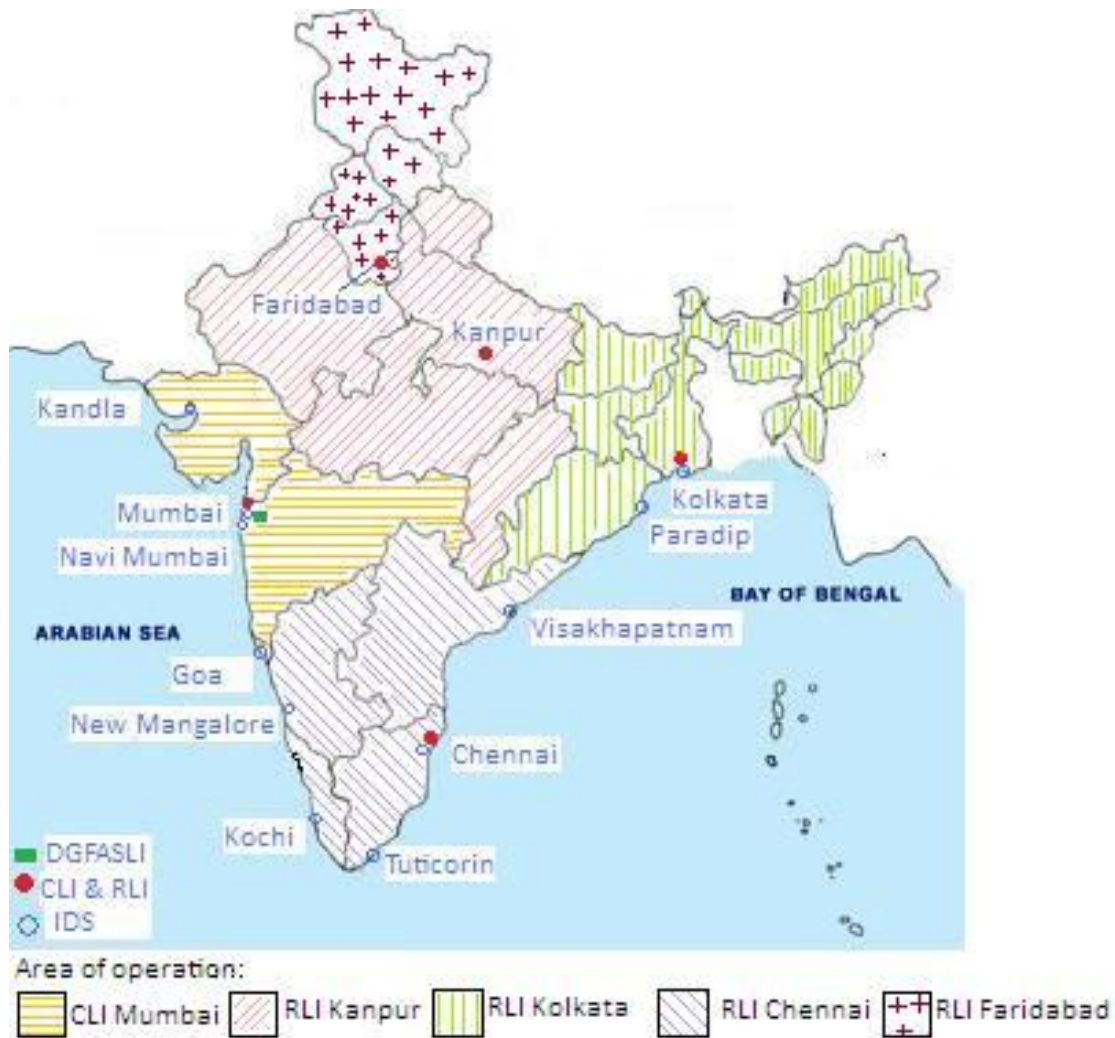 Faridabad
Kanpur
Kandla
Mumbai
Kolkata
Navi Mumbai
Paradip
BAY OF BENGAL
ARABIAN SEA
Visakhapatnam
Goa
New Mangalore
Chennai
Kochi
Tuticorin
DGFASLI
CLI & RLI
IDS
Area of operation:
CLI Mumbai RLI Kanpur RLI Kolkata RLI Chennai RLI Faridabad